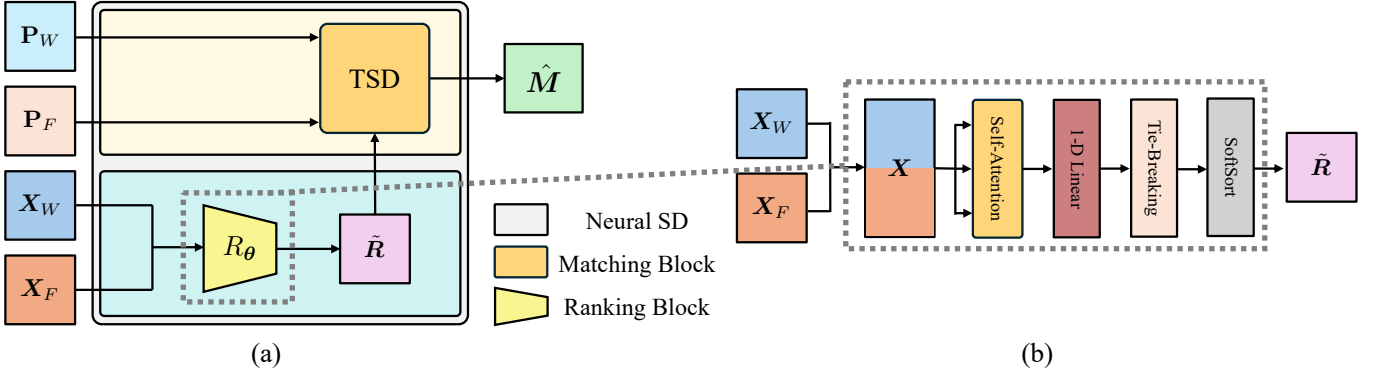 P_W
P_F
X_W
X_F
TSD
M̂
R_θ
R̃
Neural SD
Matching Block
Ranking Block
(a)
X_W
X_F
X
Self-Attention
1-D Linear
Tie-Breaking
SoftSort
R̃
(b)